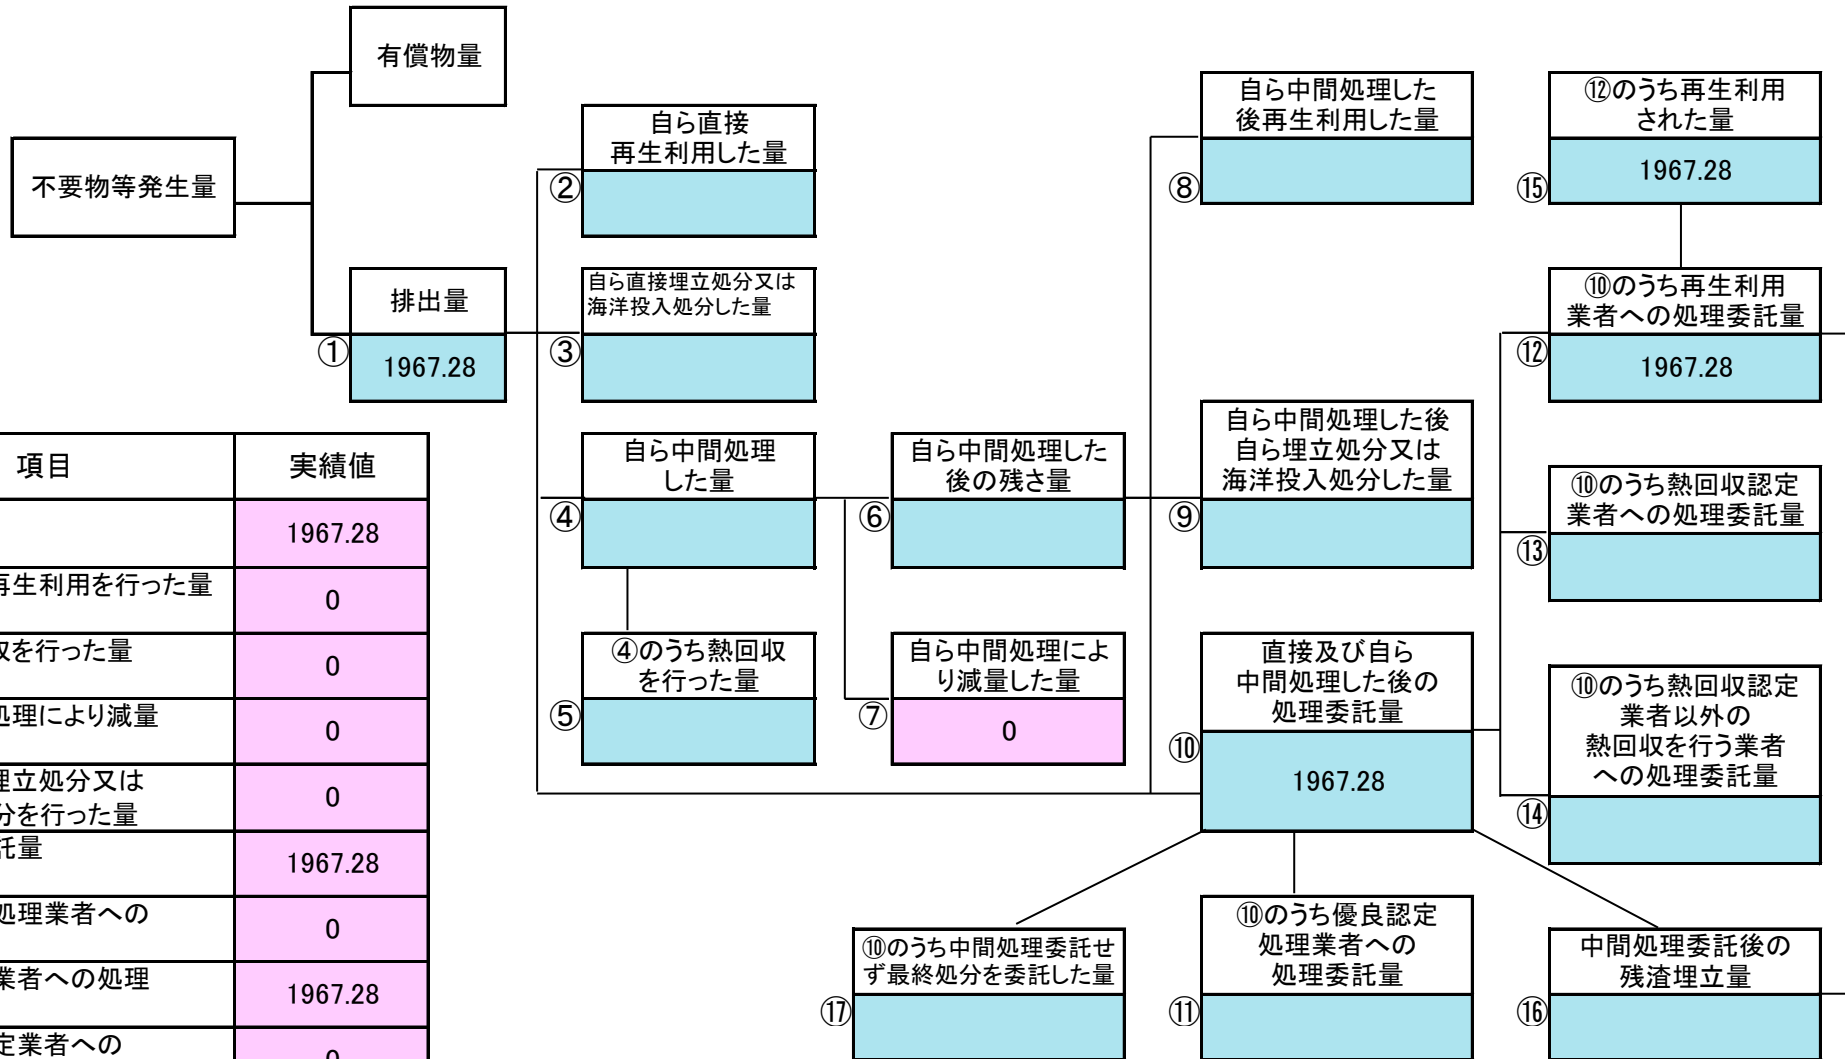 有償物量
不要物等発生量
排出量
①
1967.28
自ら直接
再生利用した量
②
自ら直接埋立処分又は
海洋投入処分した量
③
自ら中間処理
した量
④
④のうち熱回収
を行った量
⑤
自ら中間処理した
後の残さ量
⑥
自ら中間処理によ
り減量した量
⑦
0
自ら中間処理した
後再生利用した量
⑧
自ら中間処理した後
自ら埋立処分又は
海洋投入処分した量
⑨
直接及び自ら
中間処理した後の
処理委託量
⑩
1967.28
⑫のうち再生利用
された量
⑮
1967.28
⑩のうち再生利用
業者への処理委託量
⑫
1967.28
⑩のうち熱回収認定
業者への処理委託量
⑬
⑩のうち熱回収認定
業者以外の
熱回収を行う業者
への処理委託量
⑭
⑩のうち中間処理委託せ
ず最終処分を委託した量
⑰
⑩のうち優良認定
処理業者への
処理委託量
⑪
中間処理委託後の
残渣埋立量
⑯
項目 実績値
1967.28
再生利用を行った量 0
を行った量 0
処理により減量 0
埋立処分又は
分を行った量 0
託量 1967.28
処理業者への 0
業者への処理 1967.28
定業者への 0